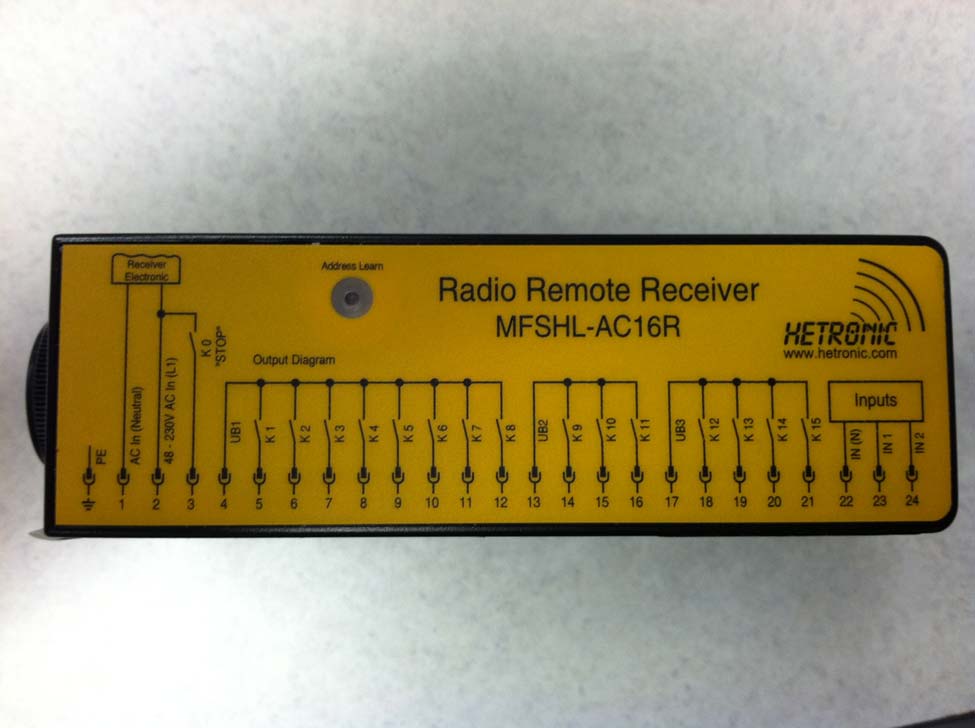 Receiver
Electronic
Address Learn
Radio Remote Receiver
MFSHL-AC16R
HETRONIC
www.hetronic.com
K 0
"STOP"
Output Diagram
Inputs
PE
AC In (Neutral)
48 - 230V AC In (L1)
UB1
K 1
K 2
K 3
K 4
K 5
K 6
K 7
K 8
UB2
K 9
K 10
K 11
UB3
K 12
K 13
K 14
K 15
IN (N)
IN 1
IN 2
1 2 3 4 5 6 7 8 9 10 11 12 13 14 15 16 17 18 19 20 21 22 23 24